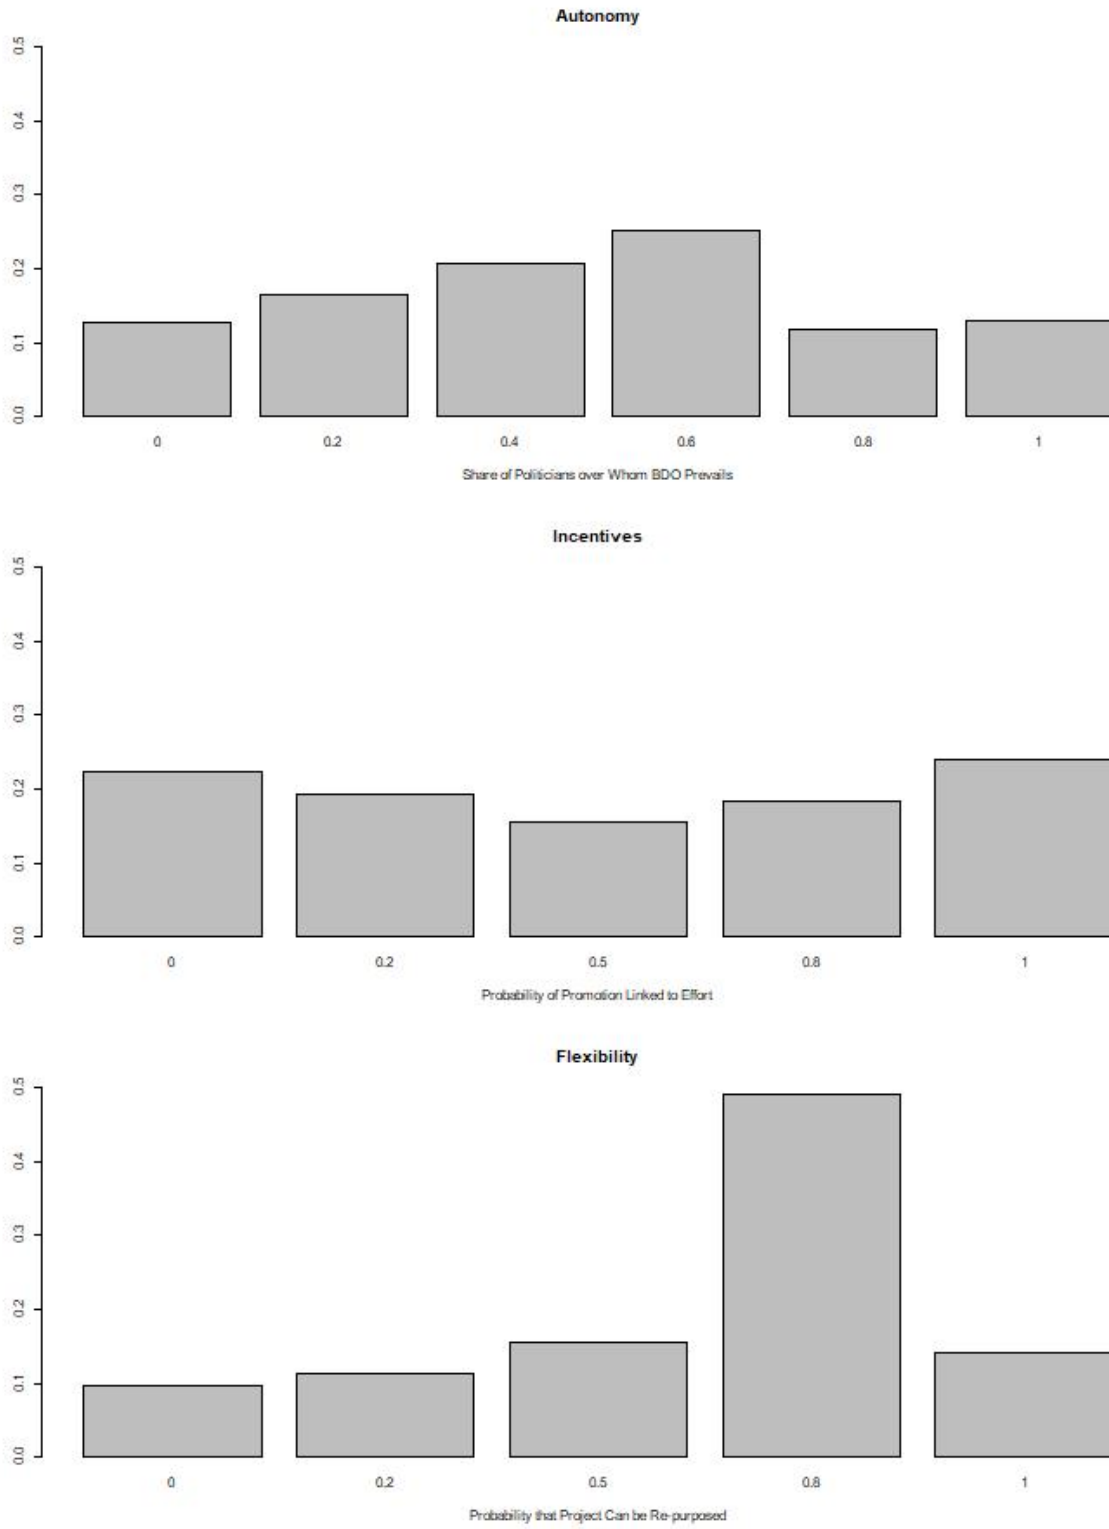 Autonomy
0.5
0.4
0.3
0.2
0.1
0.0
0 0.2 0.4 0.6 0.8 1
Share of Politicians over Whom BDO Prevails
Incentives
0.5
0.4
0.3
0.2
0.1
0.0
0 0.2 0.5 0.8 1
Probability of Promotion Linked to Effort
Flexibility
0.5
0.4
0.3
0.2
0.1
0.0
0 0.2 0.5 0.8 1
Probability that Project Can be Re-purposed